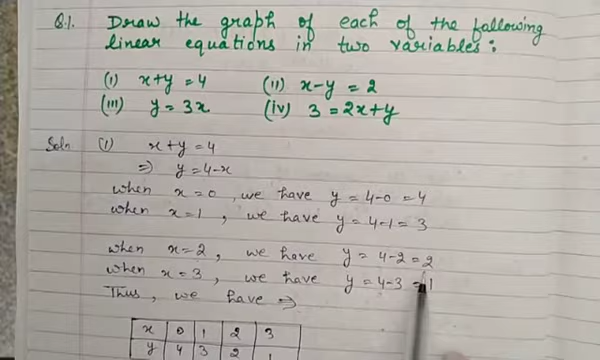 Q.1. Draw the graph of each of the following
linear equations in two variables:
(i) x+y=4 (ii) x-y=2
(iii) y=3x (iv) 3=2x+y
Soln (i) x+y=4
=> y=4-x
when x=0, we have y=4-0=4
when x=1, we have y=4-1=3
when x=2, we have y=4-2=2
when x=3, we have y=4-3=1
Thus, we have =>
x 0 1 2 3
y 4 3 2 1